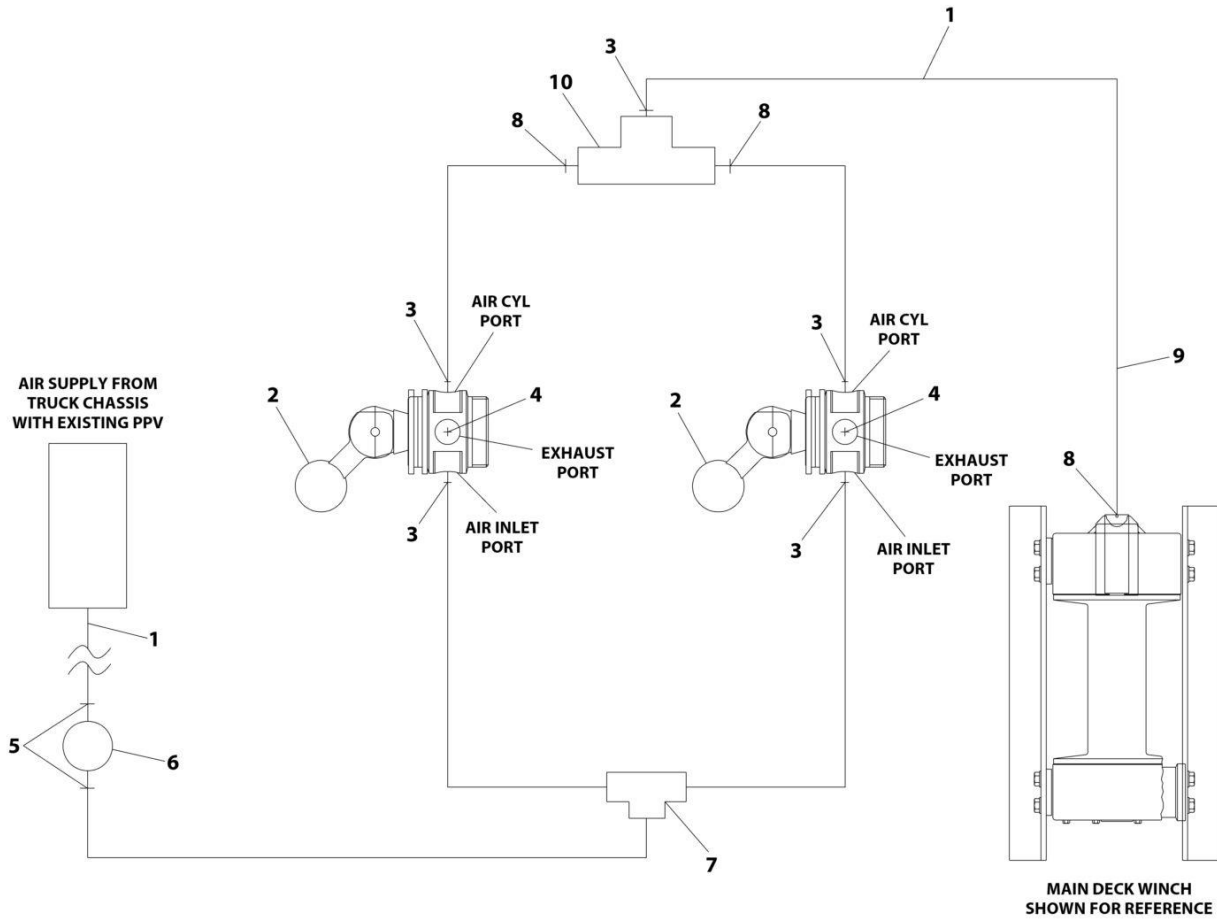 1
3
10
8
8
3
AIR CYL
PORT
3
AIR CYL
PORT
9
AIR SUPPLY FROM
TRUCK CHASSIS
WITH EXISTING PPV
2
4
2
4
EXHAUST
PORT
EXHAUST
PORT
8
3
AIR INLET
PORT
3
AIR INLET
PORT
1
5
6
7
MAIN DECK WINCH
SHOWN FOR REFERENCE